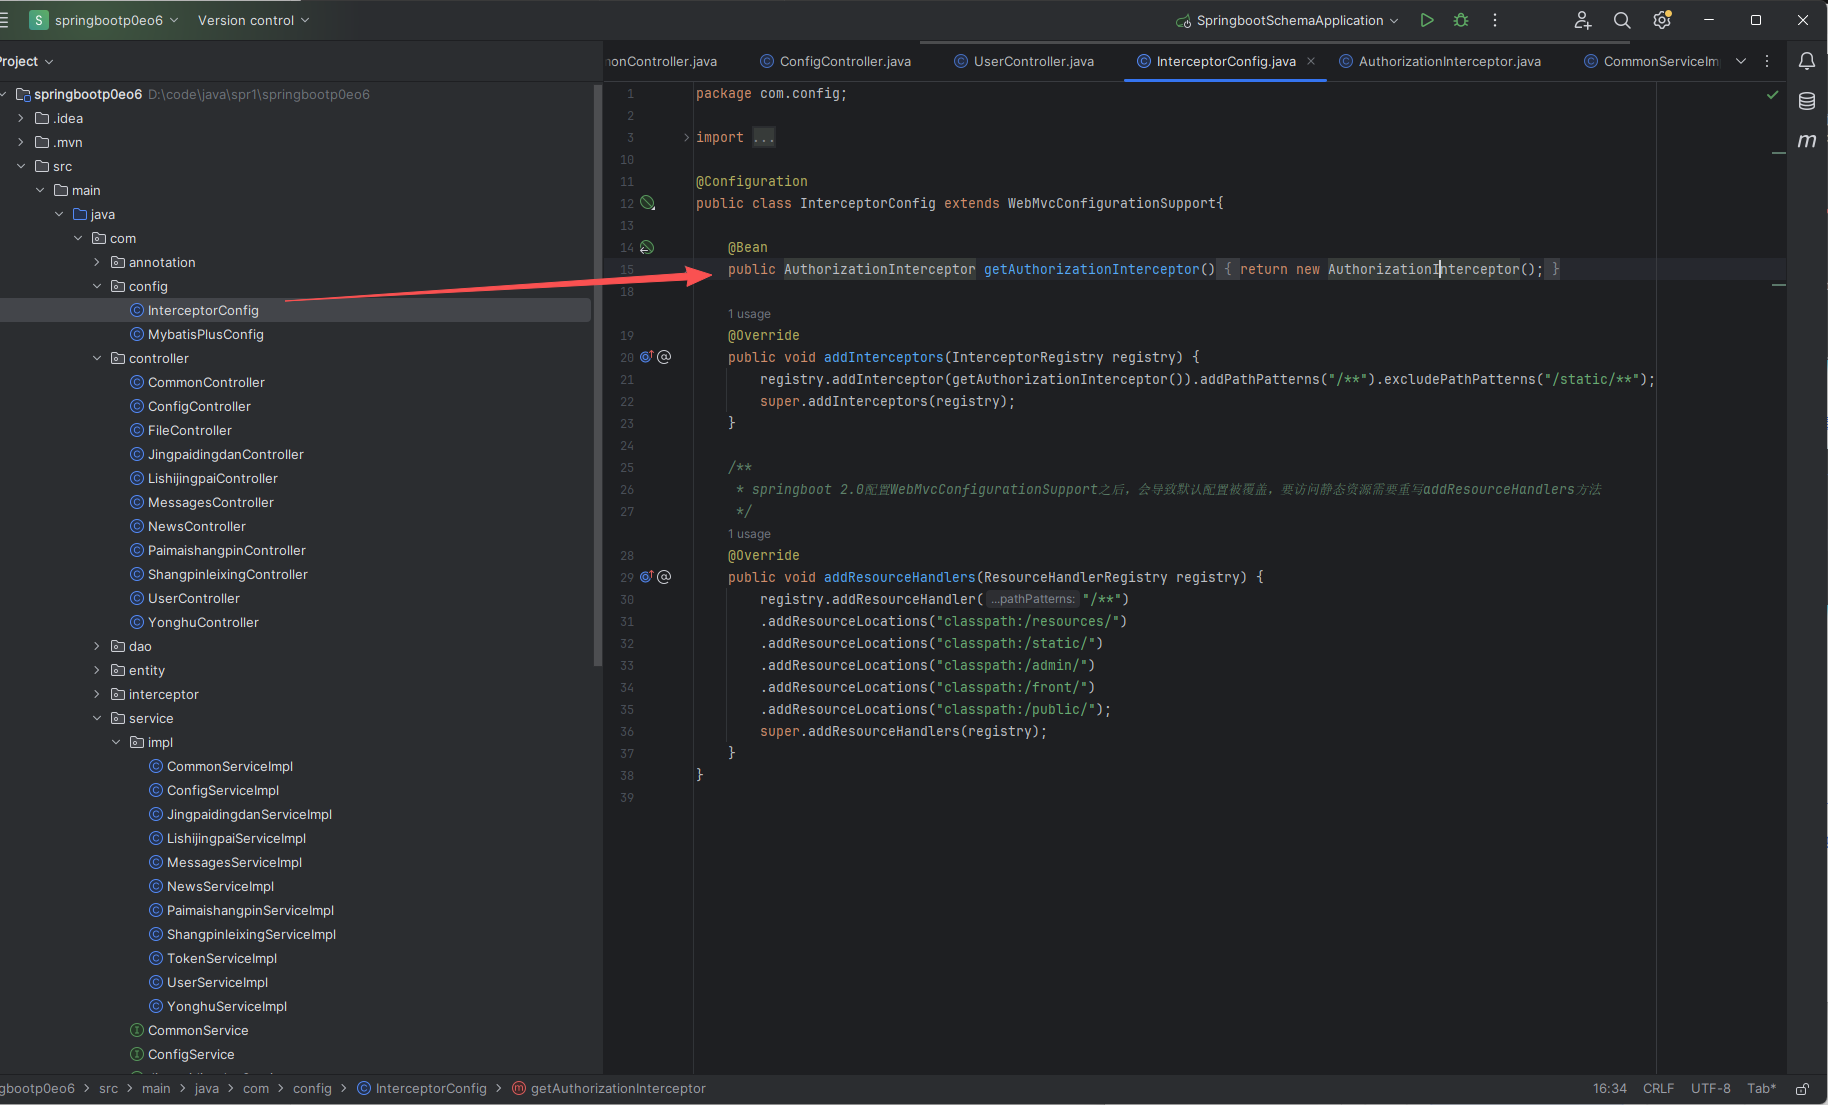 S springbootp0eo6 Version control SpringbootSchemaApplication
Project
onController.java ConfigController.java UserController.java InterceptorConfig.java AuthorizationInterceptor.java CommonServiceIm
springbootp0eo6 D:\code\java\spr1\springbootp0eo6
.idea
.mvn
src
main
java
com
annotation
config
InterceptorConfig
MybatisPlusConfig
controller
CommonController
ConfigController
FileController
JingpaidingdanController
LishijingpaiController
MessagesController
NewsController
PaimaishangpinController
ShangpinleixingController
UserController
YonghuController
dao
entity
interceptor
service
impl
CommonServiceImpl
ConfigServiceImpl
JingpaidingdanServiceImpl
LishijingpaiServiceImpl
MessagesServiceImpl
NewsServiceImpl
PaimaishangpinServiceImpl
ShangpinleixingServiceImpl
TokenServiceImpl
UserServiceImpl
YonghuServiceImpl
CommonService
ConfigService
1 package com.config;
2
3 import ...
10
11 @Configuration
12 public class InterceptorConfig extends WebMvcConfigurationSupport{
13
14 @Bean
15 public AuthorizationInterceptor getAuthorizationInterceptor() { return new AuthorizationInterceptor(); }
18
1 usage
19 @Override
20 public void addInterceptors(InterceptorRegistry registry) {
21 registry.addInterceptor(getAuthorizationInterceptor()).addPathPatterns("/**").excludePathPatterns("/static/**");
22 super.addInterceptors(registry);
23 }
24
25 /**
26 * springboot 2.0配置WebMvcConfigurationSupport之后，会导致默认配置被覆盖，要访问静态资源需要重写addResourceHandlers方法
27 */
1 usage
28 @Override
29 public void addResourceHandlers(ResourceHandlerRegistry registry) {
30 registry.addResourceHandler( ...pathPatterns: "/**")
31 .addResourceLocations("classpath:/resources/")
32 .addResourceLocations("classpath:/static/")
33 .addResourceLocations("classpath:/admin/")
34 .addResourceLocations("classpath:/front/")
35 .addResourceLocations("classpath:/public/");
36 super.addResourceHandlers(registry);
37 }
38 }
39
m
gbootp0eo6 > src > main > java > com > config > InterceptorConfig > getAuthorizationInterceptor 16:34 CRLF UTF-8 Tab*